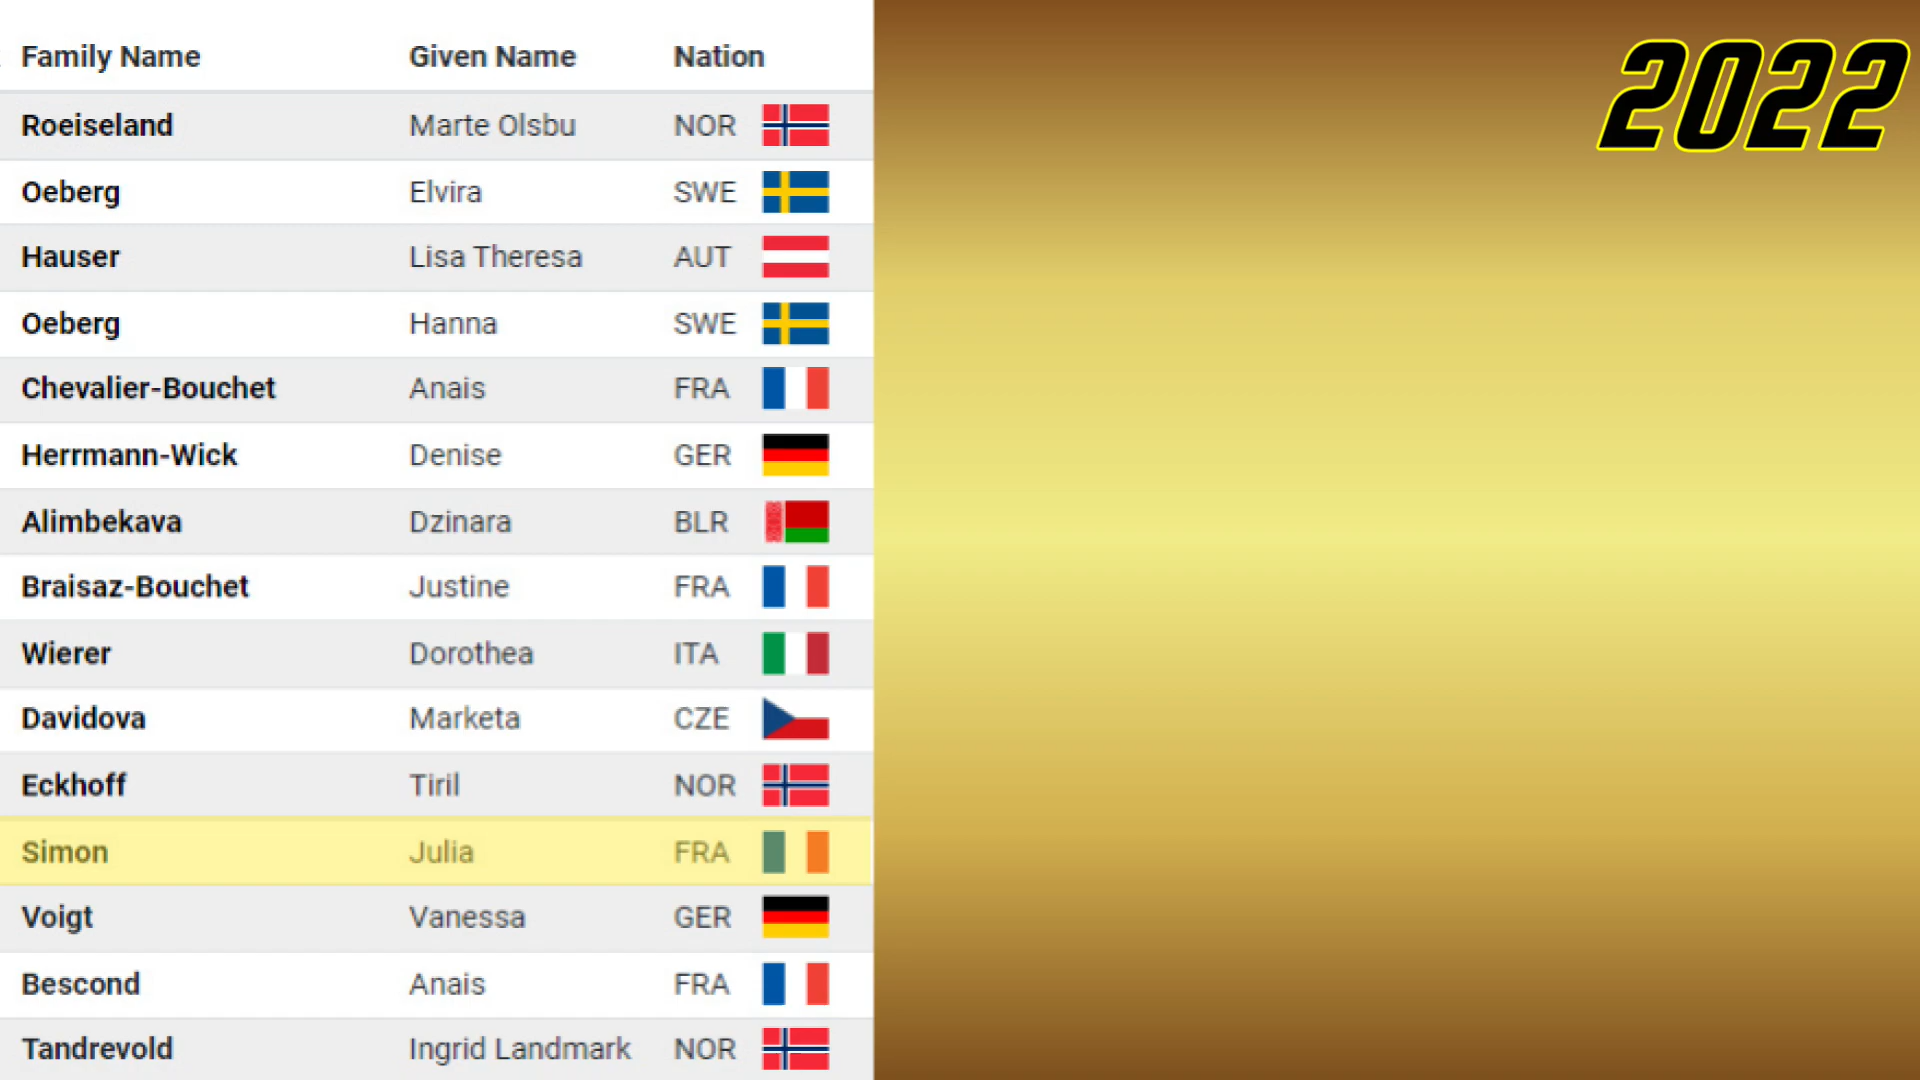 Family Name Given Name Nation
Roeiseland Marte Olsbu NOR
Oeberg Elvira SWE
Hauser Lisa Theresa AUT
Oeberg Hanna SWE
Chevalier-Bouchet Anais FRA
Herrmann-Wick Denise GER
Alimbekava Dzinara BLR
Braisaz-Bouchet Justine FRA
Wierer Dorothea ITA
Davidova Marketa CZE
Eckhoff Tiril NOR
Simon Julia FRA
Voigt Vanessa GER
Bescond Anais FRA
Tandrevold Ingrid Landmark NOR
2022